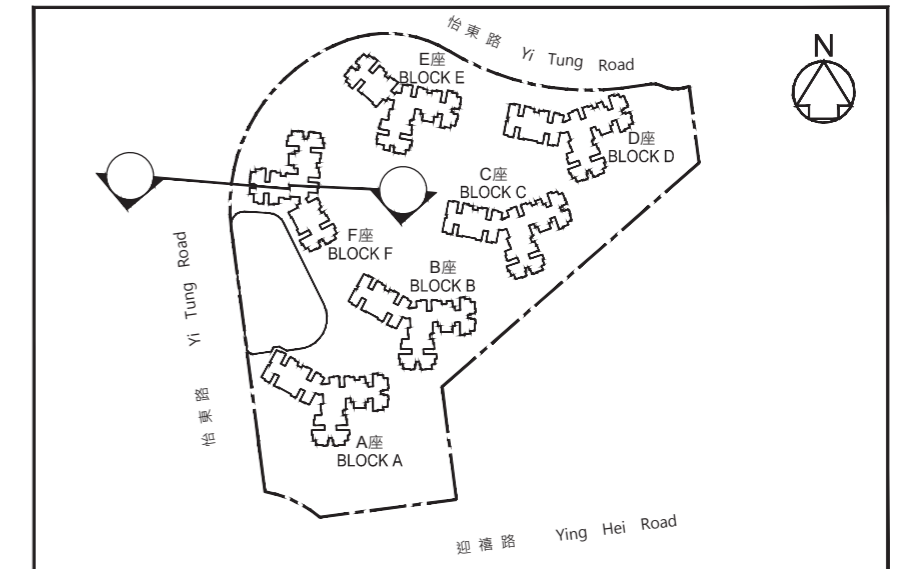 怡東路 Yi Tung Road
N
E座
BLOCK E
D座
BLOCK D
C座
BLOCK C
F座
BLOCK F
B座
BLOCK B
怡東路 Yi Tung Road
A座
BLOCK A
迎禧路 Ying Hei Road